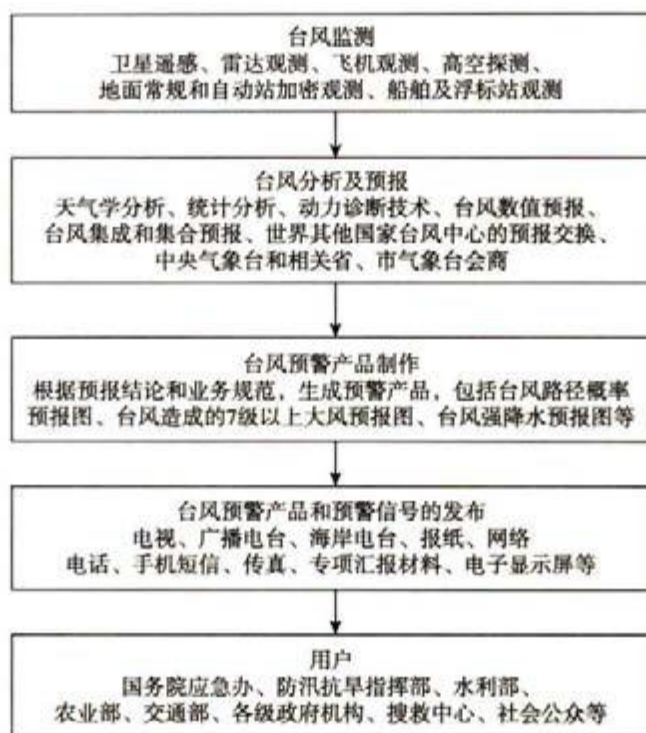 台风监测
卫星遥感、雷达观测、飞机观测、高空探测、
地面常规和自动站加密观测、船舶及浮标站观测
台风分析及预报
天气学分析、统计分析、动力诊断技术、台风数值预报、
台风集成和集合预报、世界其他国家台风中心的预报交换、
中央气象台和相关省、市气象台会商
台风预警产品制作
根据预报结论和业务规范，生成预警产品，包括台风路径概率
预报图、台风造成的7级以上大风预报图、台风强降水预报图等
台风预警产品和预警信号的发布
电视、广播电台、海岸电台、报纸、网络
电话、手机短信、传真、专项汇报材料、电子显示屏等
用户
国务院应急办、防汛抗旱指挥部、水利部、
农业部、交通部、各级政府机构、搜救中心、社会公众等